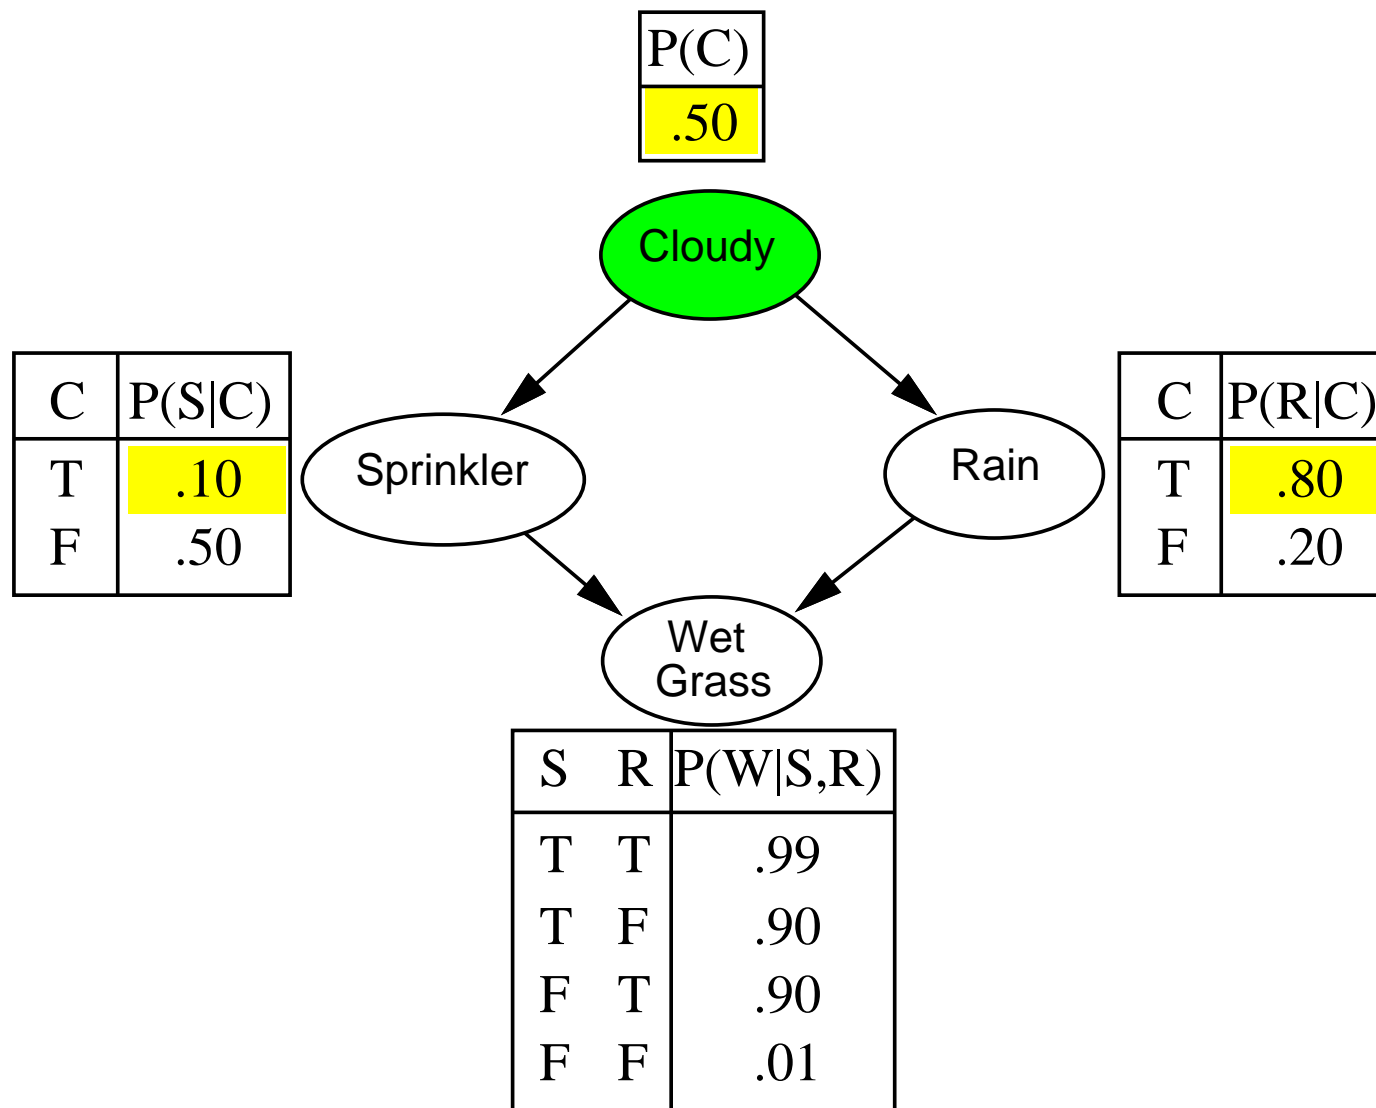 P(C)
.50
Cloudy
C P(S|C)
T .10
F .50
Sprinkler
Rain
C P(R|C)
T .80
F .20
Wet
Grass
S R P(W|S,R)
T T .99
T F .90
F T .90
F F .01